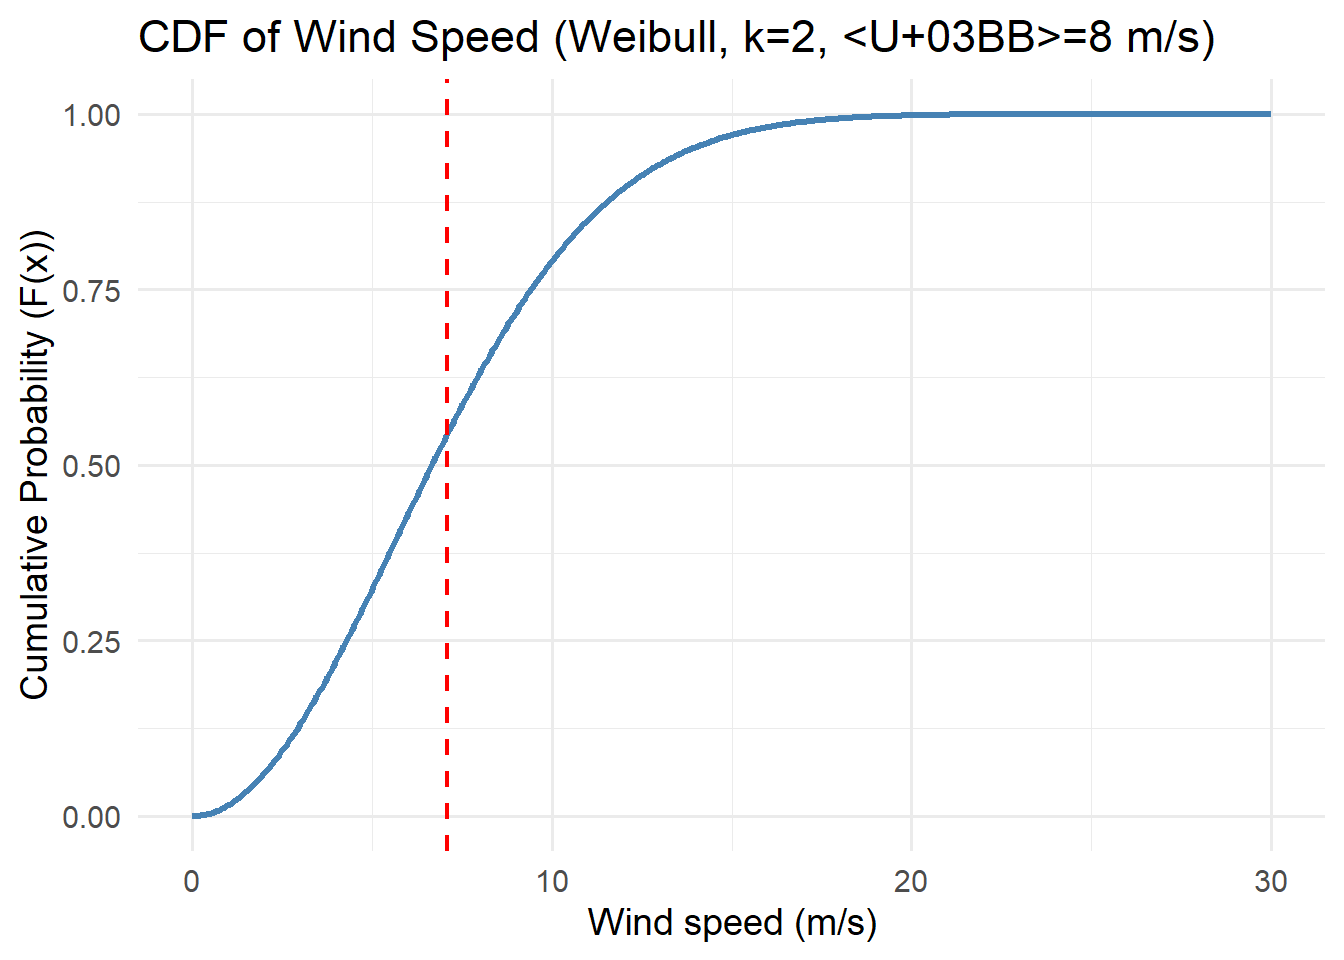 CDF of Wind Speed (Weibull, k=2, <U+03BB>=8 m/s)
1.00
0.75
0.50
0.25
0.00
Cumulative Probability (F(x))
0 10 20 30
Wind speed (m/s)